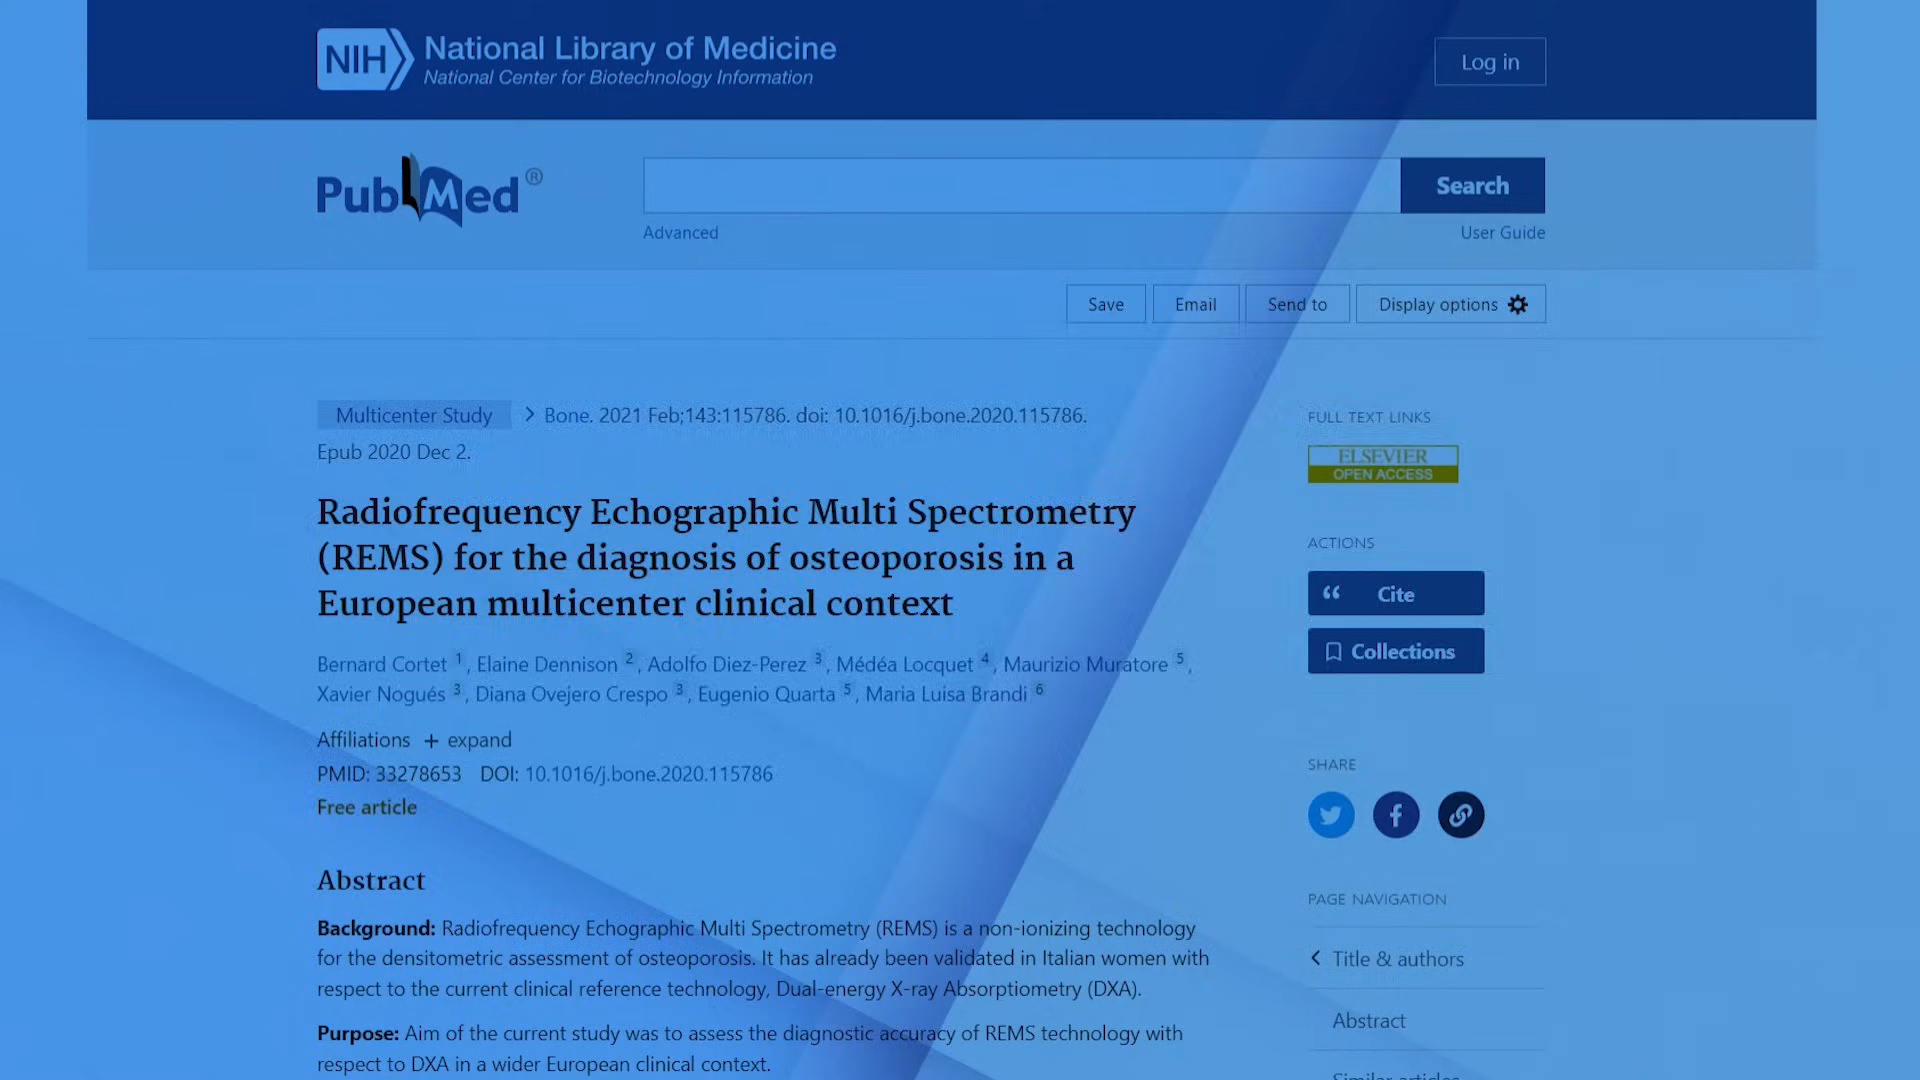 NIH National Library of Medicine
National Center for Biotechnology Information
Log in
PubMed®
Search
Advanced
User Guide
Save
Email
Send to
Display options
Multicenter Study > Bone. 2021 Feb;143:115786. doi: 10.1016/j.bone.2020.115786.
Epub 2020 Dec 2.
Radiofrequency Echographic Multi Spectrometry
(REMS) for the diagnosis of osteoporosis in a
European multicenter clinical context
Bernard Cortet 1, Elaine Dennison 2, Adolfo Diez-Perez 3, Médéa Locquet 4, Maurizio Muratore 5,
Xavier Nogués 3, Diana Ovejero Crespo 3, Eugenio Quarta 5, Maria Luisa Brandi 6
Affiliations + expand
PMID: 33278653 DOI: 10.1016/j.bone.2020.115786
Free article
Abstract
Background: Radiofrequency Echographic Multi Spectrometry (REMS) is a non-ionizing technology
for the densitometric assessment of osteoporosis. It has already been validated in Italian women with
respect to the current clinical reference technology, Dual-energy X-ray Absorptiometry (DXA).
Purpose: Aim of the current study was to assess the diagnostic accuracy of REMS technology with
respect to DXA in a wider European clinical context.
FULL TEXT LINKS
ELSEVIER
OPEN ACCESS
ACTIONS
Cite
Collections
SHARE
PAGE NAVIGATION
< Title & authors
Abstract
Similar articles